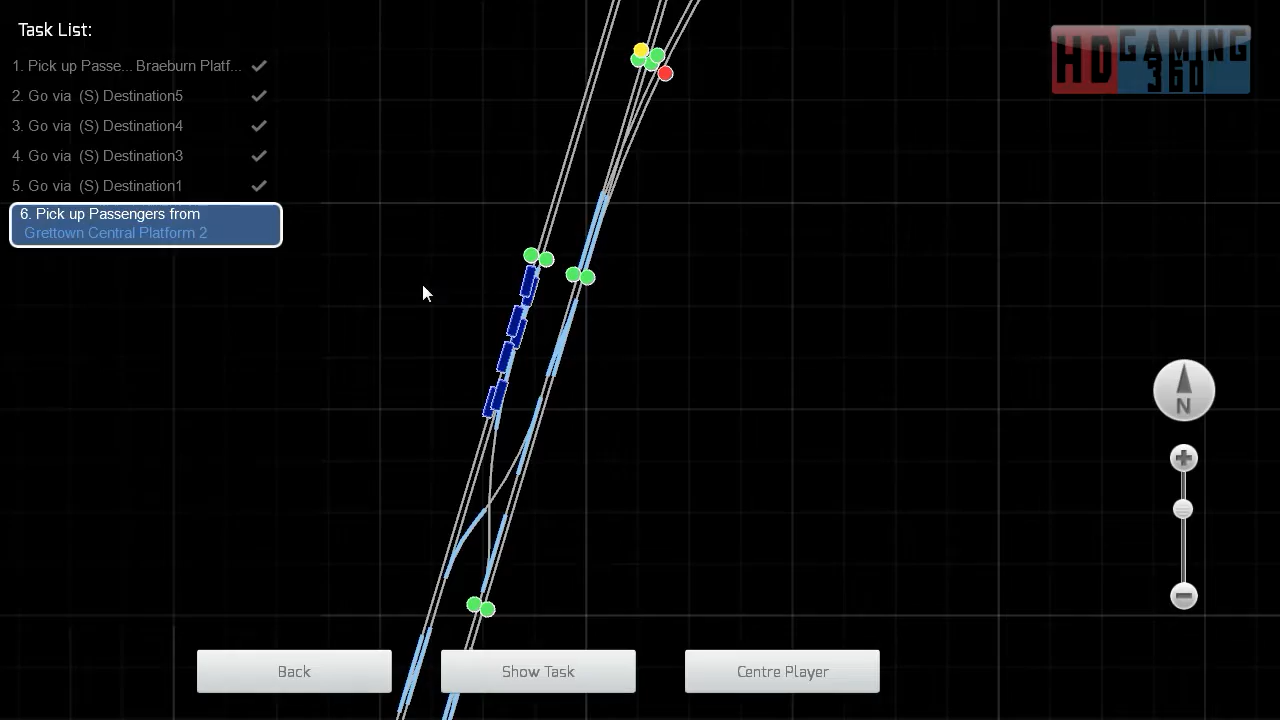 Task List:
1. Pick up Passe... Braeburn Platf...
2. Go via (S) Destination5
3. Go via (S) Destination4
4. Go via (S) Destination3
5. Go via (S) Destination1
6. Pick up Passengers from
Grettown Central Platform 2
HD GAMING
360
N
Back
Show Task
Centre Player